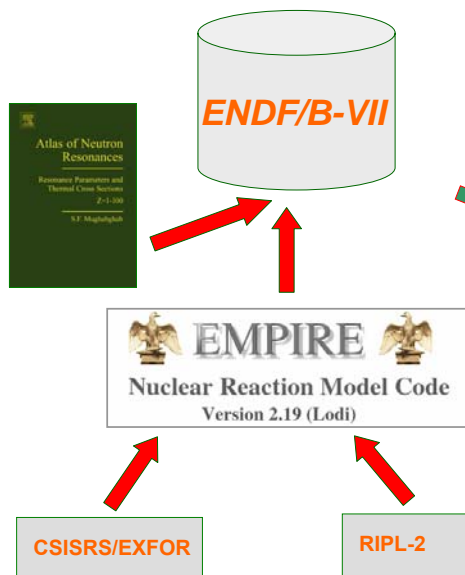 ENDF/B-VII
Atlas of Neutron
Resonances
Resonance Parameters and
Thermal Cross Sections
Z=1-100
S.F. Mughabghab
EMPIRE
Nuclear Reaction Model Code
Version 2.19 (Lodi)
CSISRS/EXFOR
RIPL-2